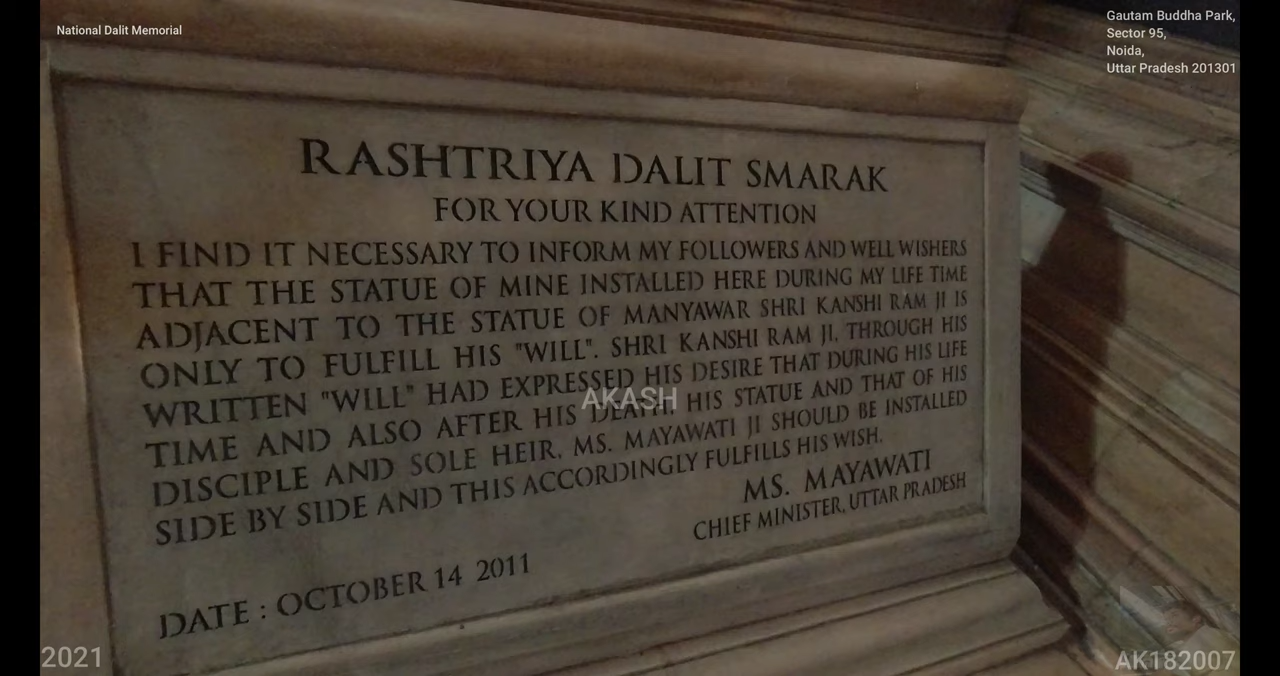 National Dalit Memorial
Gautam Buddha Park,
Sector 95,
Noida,
Uttar Pradesh 201301
RASHTRIYA DALIT SMARAK
FOR YOUR KIND ATTENTION
I FIND IT NECESSARY TO INFORM MY FOLLOWERS AND WELL WISHERS
THAT THE STATUE OF MINE INSTALLED HERE DURING MY LIFE TIME
ADJACENT TO THE STATUE OF MANYAWAR SHRI KANSHI RAM JI IS
ONLY TO FULFILL HIS "WILL". SHRI KANSHI RAM JI, THROUGH HIS
WRITTEN "WILL" HAD EXPRESSED HIS DESIRE THAT DURING HIS LIFE
TIME AND ALSO AFTER HIS DEATH, HIS STATUE AND THAT OF HIS
DISCIPLE AND SOLE HEIR, MS. MAYAWATI JI SHOULD BE INSTALLED
SIDE BY SIDE AND THIS ACCORDINGLY FULFILLS HIS WISH.
MS. MAYAWATI
CHIEF MINISTER, UTTAR PRADESH
DATE : OCTOBER 14 2011
AKASH
2021
AK182007